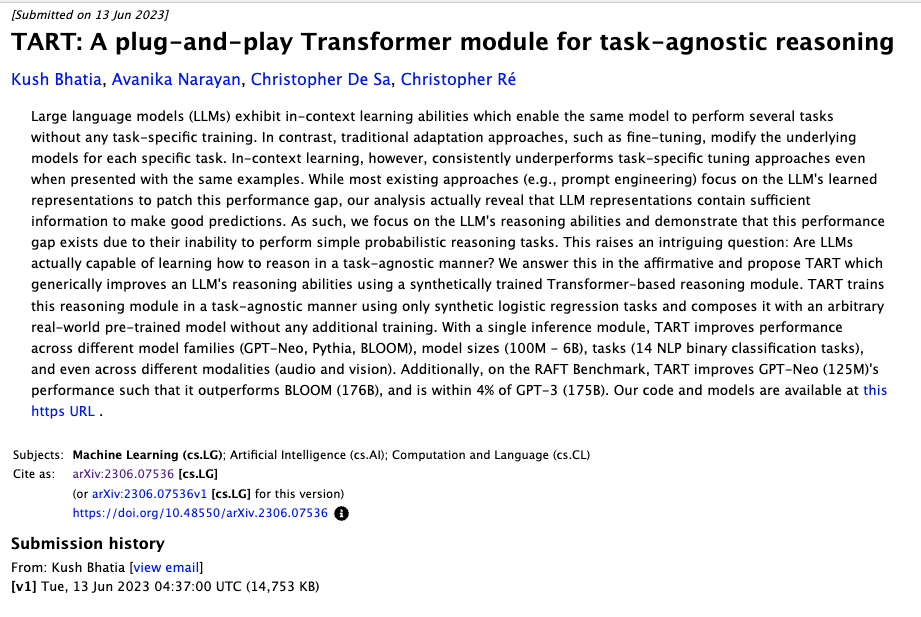 [Submitted on 13 Jun 2023]
TART: A plug-and-play Transformer module for task-agnostic reasoning
Kush Bhatia, Avanika Narayan, Christopher De Sa, Christopher Ré
Large language models (LLMs) exhibit in-context learning abilities which enable the same model to perform several tasks
without any task-specific training. In contrast, traditional adaptation approaches, such as fine-tuning, modify the underlying
models for each specific task. In-context learning, however, consistently underperforms task-specific tuning approaches even
when presented with the same examples. While most existing approaches (e.g., prompt engineering) focus on the LLM's learned
representations to patch this performance gap, our analysis actually reveal that LLM representations contain sufficient
information to make good predictions. As such, we focus on the LLM's reasoning abilities and demonstrate that this performance
gap exists due to their inability to perform simple probabilistic reasoning tasks. This raises an intriguing question: Are LLMs
actually capable of learning how to reason in a task-agnostic manner? We answer this in the affirmative and propose TART which
generically improves an LLM's reasoning abilities using a synthetically trained Transformer-based reasoning module. TART trains
this reasoning module in a task-agnostic manner using only synthetic logistic regression tasks and composes it with an arbitrary
real-world pre-trained model without any additional training. With a single inference module, TART improves performance
across different model families (GPT-Neo, Pythia, BLOOM), model sizes (100M - 6B), tasks (14 NLP binary classification tasks),
and even across different modalities (audio and vision). Additionally, on the RAFT Benchmark, TART improves GPT-Neo (125M)'s
performance such that it outperforms BLOOM (176B), and is within 4% of GPT-3 (175B). Our code and models are available at this
https URL .
Subjects: Machine Learning (cs.LG); Artificial Intelligence (cs.AI); Computation and Language (cs.CL)
Cite as: arXiv:2306.07536 [cs.LG]
(or arXiv:2306.07536v1 [cs.LG] for this version)
https://doi.org/10.48550/arXiv.2306.07536
Submission history
From: Kush Bhatia [view email]
[v1] Tue, 13 Jun 2023 04:37:00 UTC (14,753 KB)